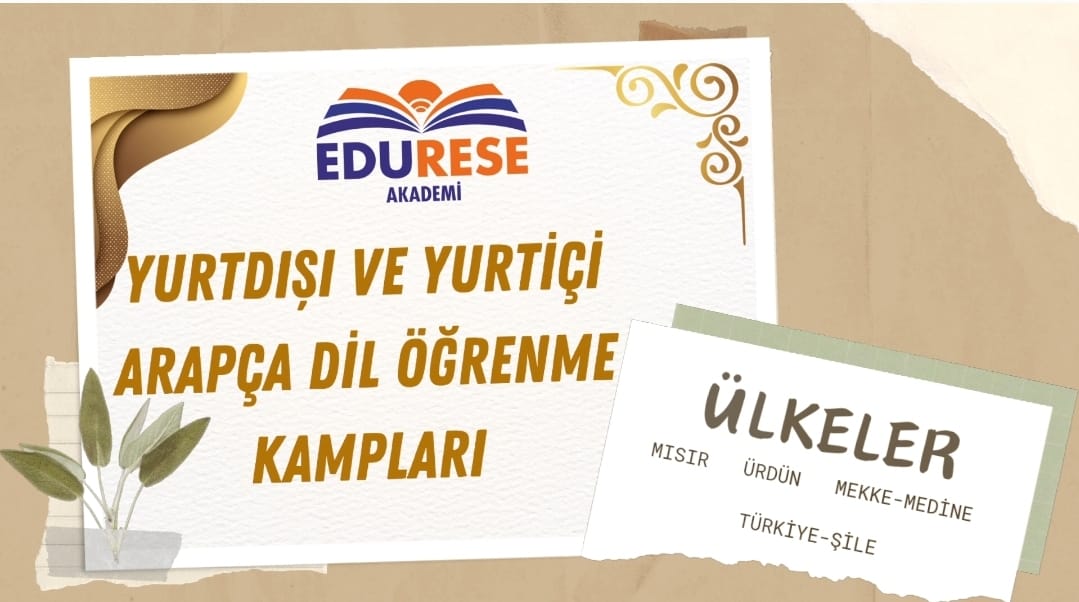 EDURESE
AKADEMİ
YURTDIŞI VE YURTİÇİ
ARAPÇA DİL ÖĞRENME
KAMPLARI
ÜLKELER
MISIR ÜRDÜN MEKKE-MEDİNE
TÜRKİYE-ŞİLE